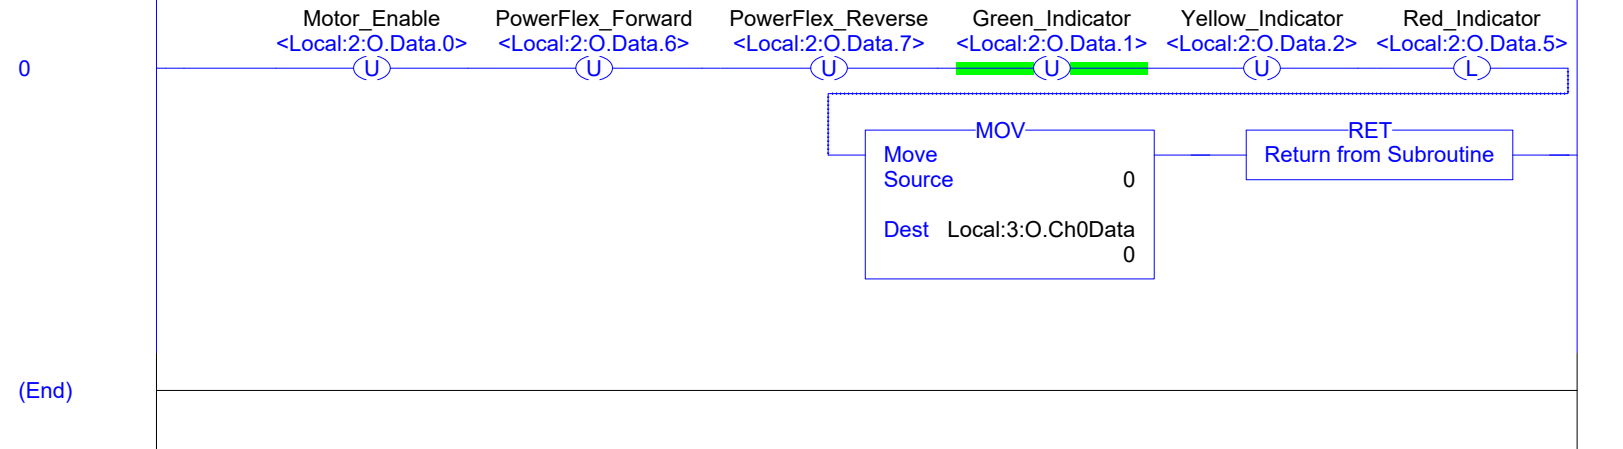 Motor_Enable PowerFlex_Forward PowerFlex_Reverse Green_Indicator Yellow_Indicator Red_Indicator
<Local:2:O.Data.0> <Local:2:O.Data.6> <Local:2:O.Data.7> <Local:2:O.Data.1> <Local:2:O.Data.2> <Local:2:O.Data.5>
0 U U U U U L
MOV RET
Move Return from Subroutine
Source 0
Dest Local:3:O.Ch0Data
0
(End)